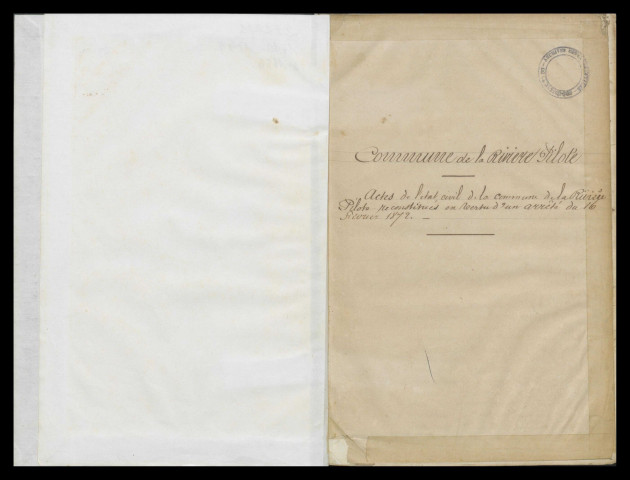 Commune de la Rivière Pilote
Actes de l'état civil de la commune de la Rivière
Pilote reconstitués en vertu d'un arrêté du 16
février 1872. —